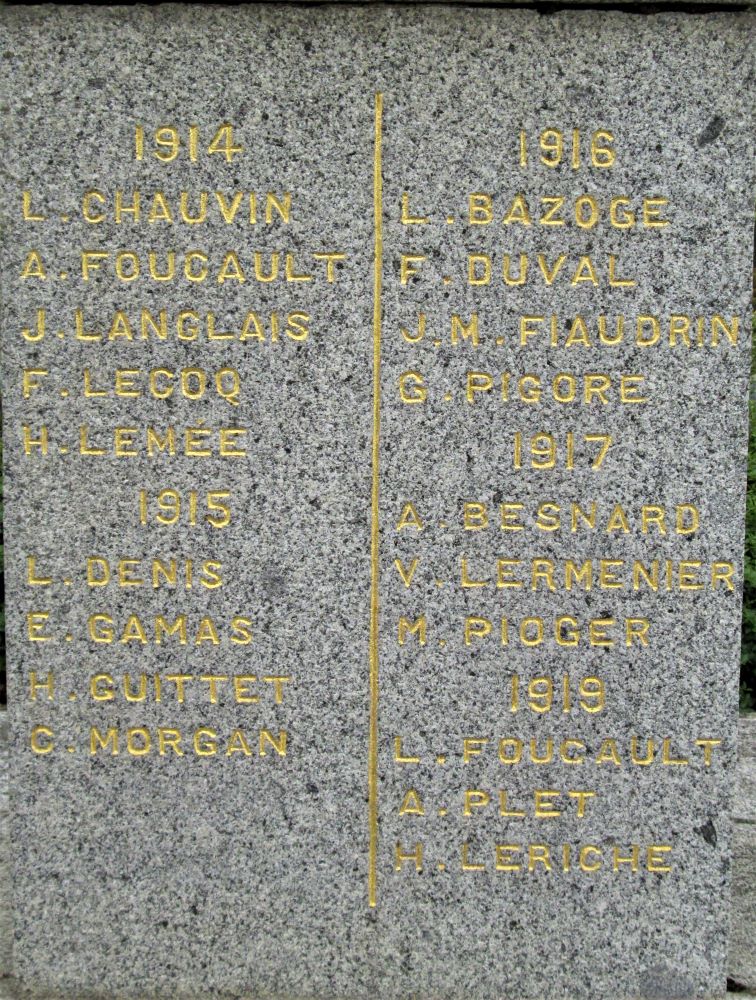 1914
L. CHAUVIN
A. FOUCAULT
J. LANGLAIS
F. LECOQ
H. LEMÉE
1915
L. DENIS
E. GAMAS
H. GUITTET
C. MORGAN
1916
L. BAZOGE
F. DUVAL
J.M. FIAUDRIN
G. PIGORE
1917
A. BESNARD
V. LERMENIER
M. PIOGER
1919
L. FOUCAULT
A. PLET
H. LERICHE